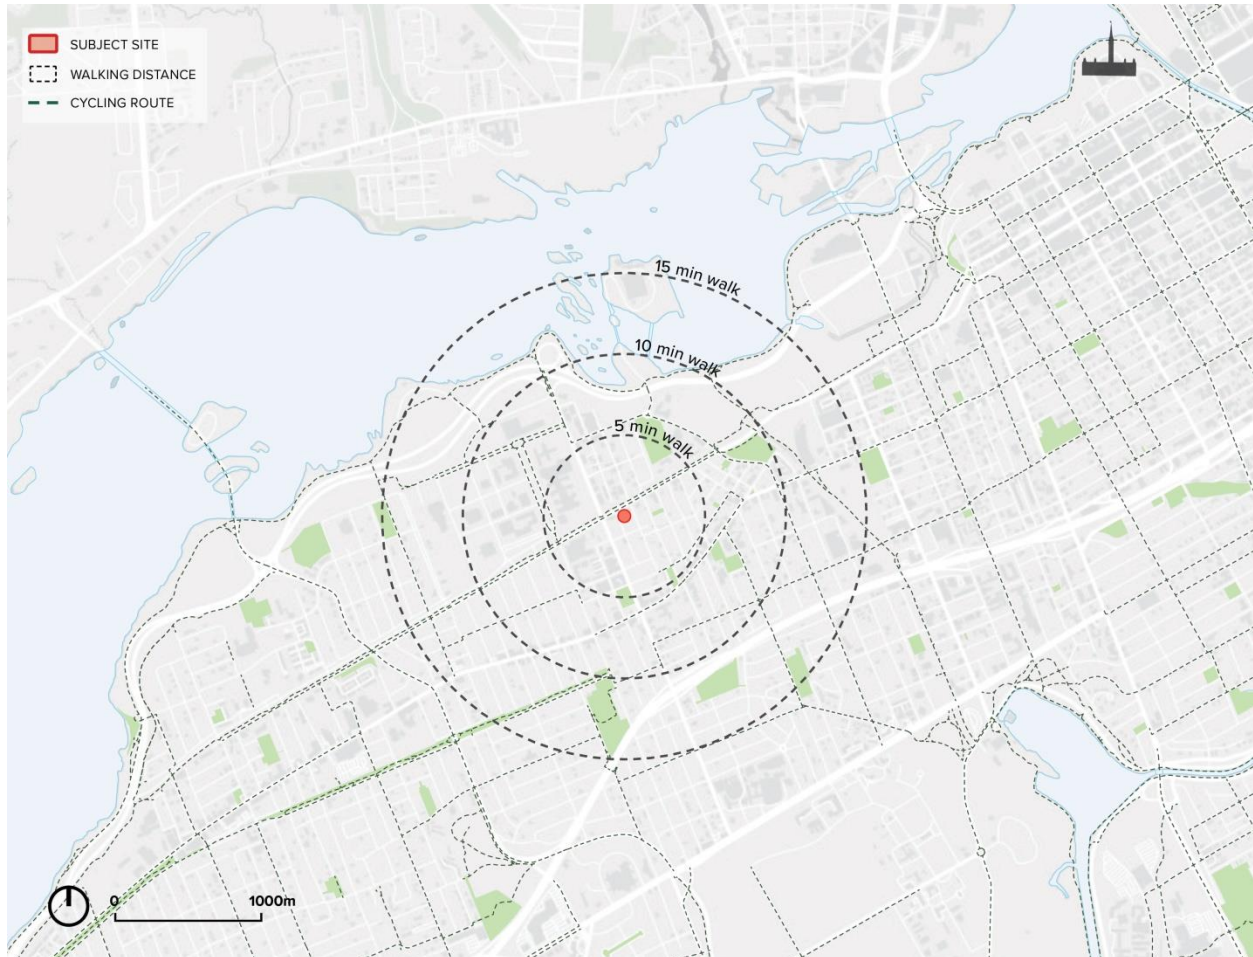 SUBJECT SITE
WALKING DISTANCE
CYCLING ROUTE
15 min walk
10 min walk
5 min walk
0 1000m